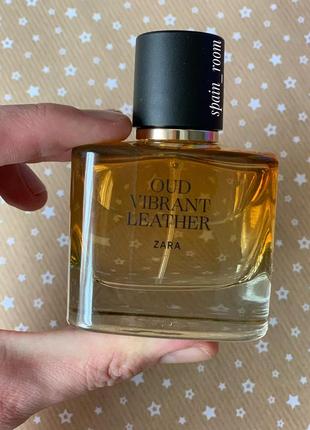 spain_room
OUD
VIBRANT
LEATHER
ZARA